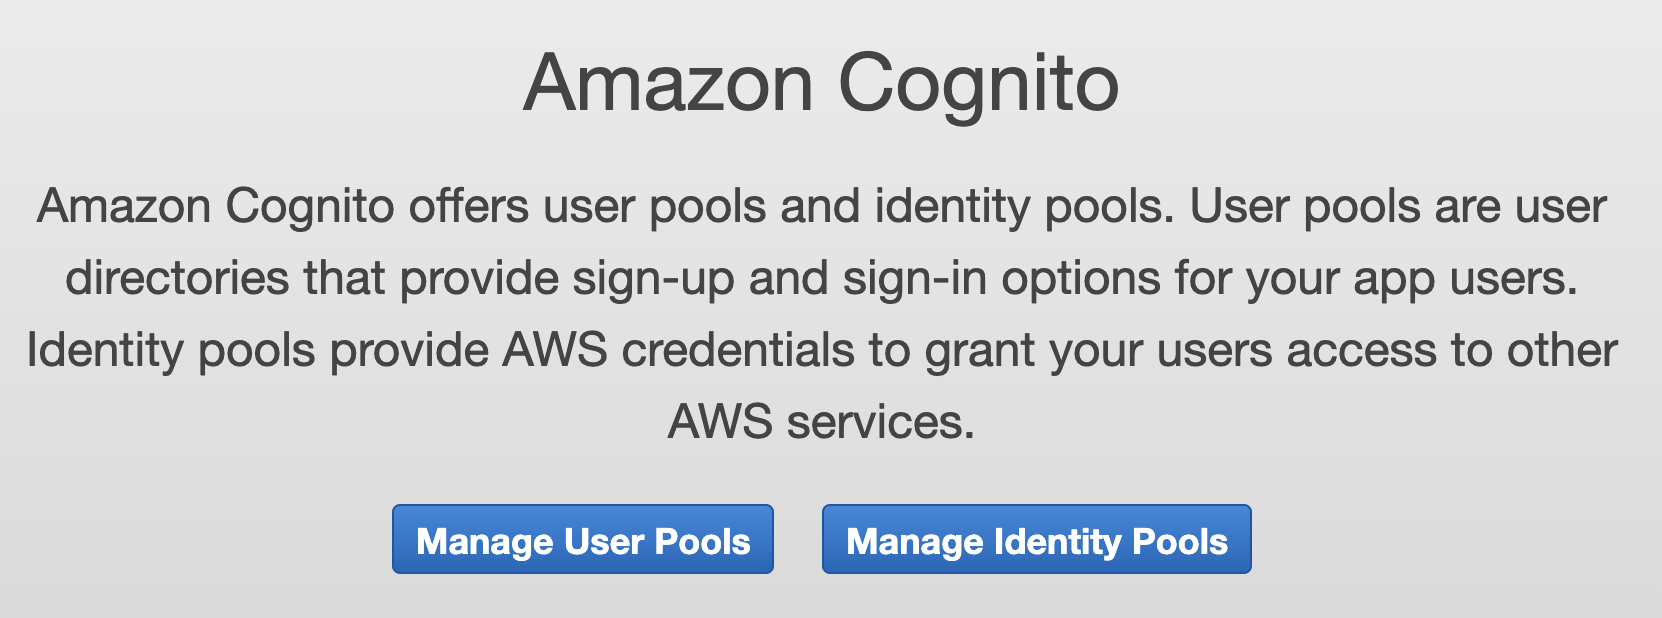 Amazon Cognito
Amazon Cognito offers user pools and identity pools. User pools are user
directories that provide sign-up and sign-in options for your app users.
Identity pools provide AWS credentials to grant your users access to other
AWS services.
Manage User Pools
Manage Identity Pools